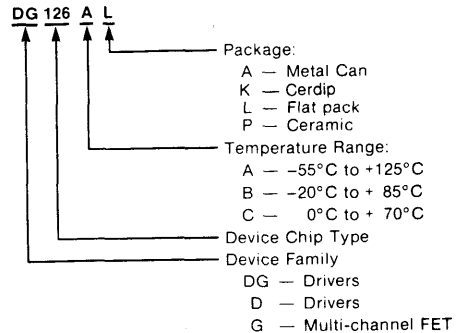 DG 126 A L
Package:
A — Metal Can
K — Cerdip
L — Flat pack
P — Ceramic
Temperature Range:
A — -55°C to +125°C
B — -20°C to + 85°C
C — 0°C to + 70°C
Device Chip Type
Device Family
DG — Drivers
D — Drivers
G — Multi-channel FET